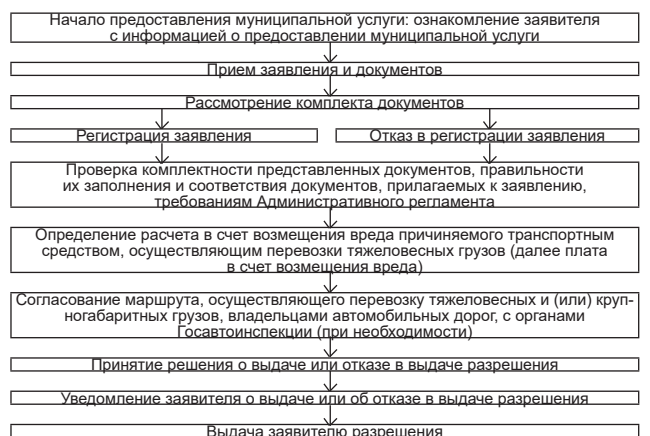 Начало предоставления муниципальной услуги: ознакомление заявителя
с информацией о предоставлении муниципальной услуги
Прием заявления и документов
Рассмотрение комплекта документов
Регистрация заявления
Отказ в регистрации заявления
Проверка комплектности представленных документов, правильности
их заполнения и соответствия документов, прилагаемых к заявлению,
требованиям Административного регламента
Определение расчета в счет возмещения вреда причиняемого транспортным
средством, осуществляющим перевозки тяжеловесных грузов (далее плата
в счет возмещения вреда)
Согласование маршрута, осуществляющего перевозку тяжеловесных и (или) круп-
ногабаритных грузов, владельцами автомобильных дорог, с органами
Госавтоинспекции (при необходимости)
Принятие решения о выдаче или отказе в выдаче разрешения
Уведомление заявителя о выдаче или об отказе в выдаче разрешения
Выдача заявителю разрешения